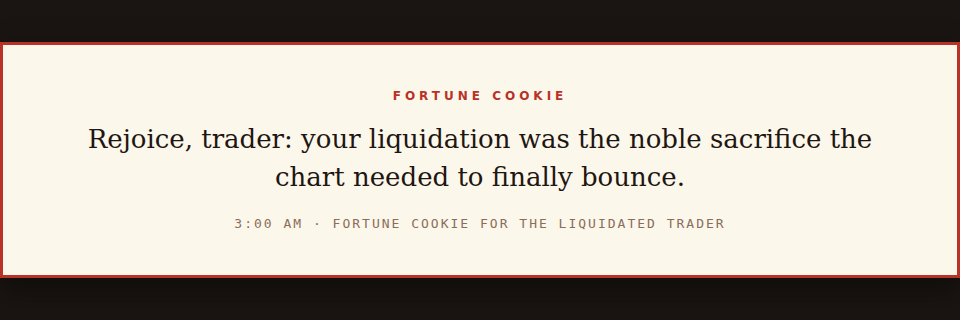 FORTUNE COOKIE
Rejoice, trader: your liquidation was the noble sacrifice the
chart needed to finally bounce.
3:00 AM · FORTUNE COOKIE FOR THE LIQUIDATED TRADER